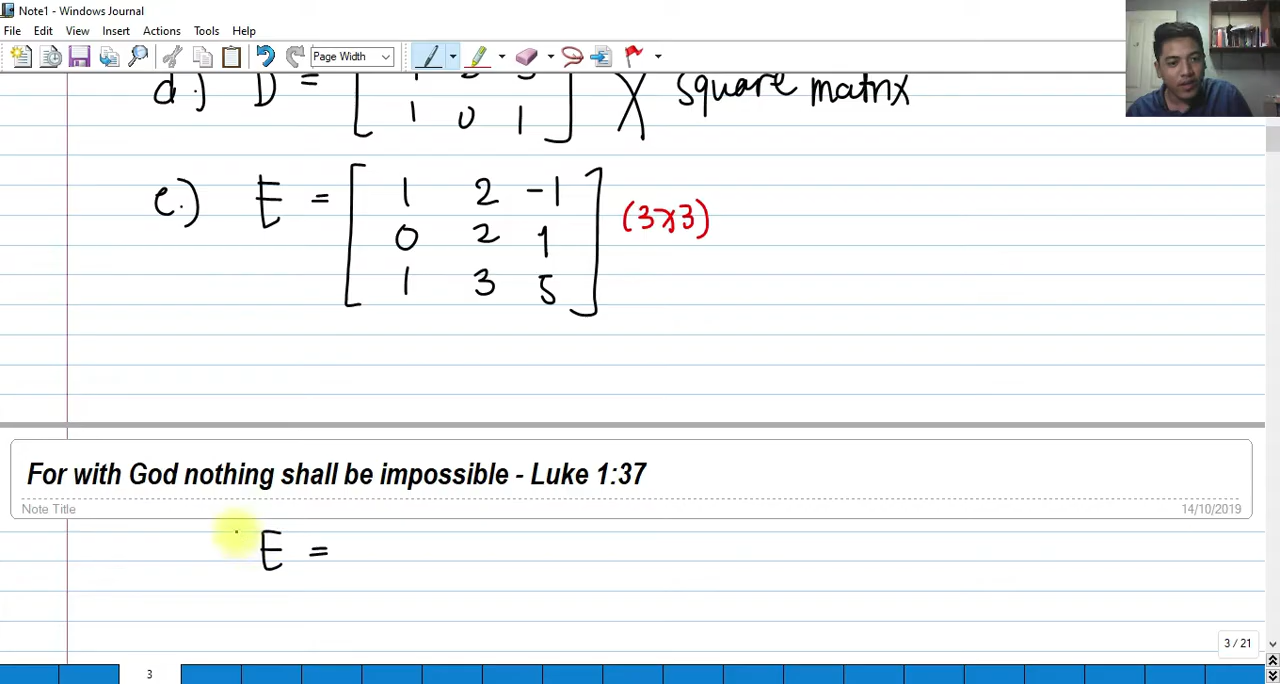 Note1 - Windows Journal
File Edit View Insert Actions Tools Help
Page Width
d.) D = square matrix
1 0 1
e.) E = 1 2 -1 (3x3)
0 2 1
1 3 5
For with God nothing shall be impossible - Luke 1:37
Note Title 14/10/2019
E =
3 / 21
3